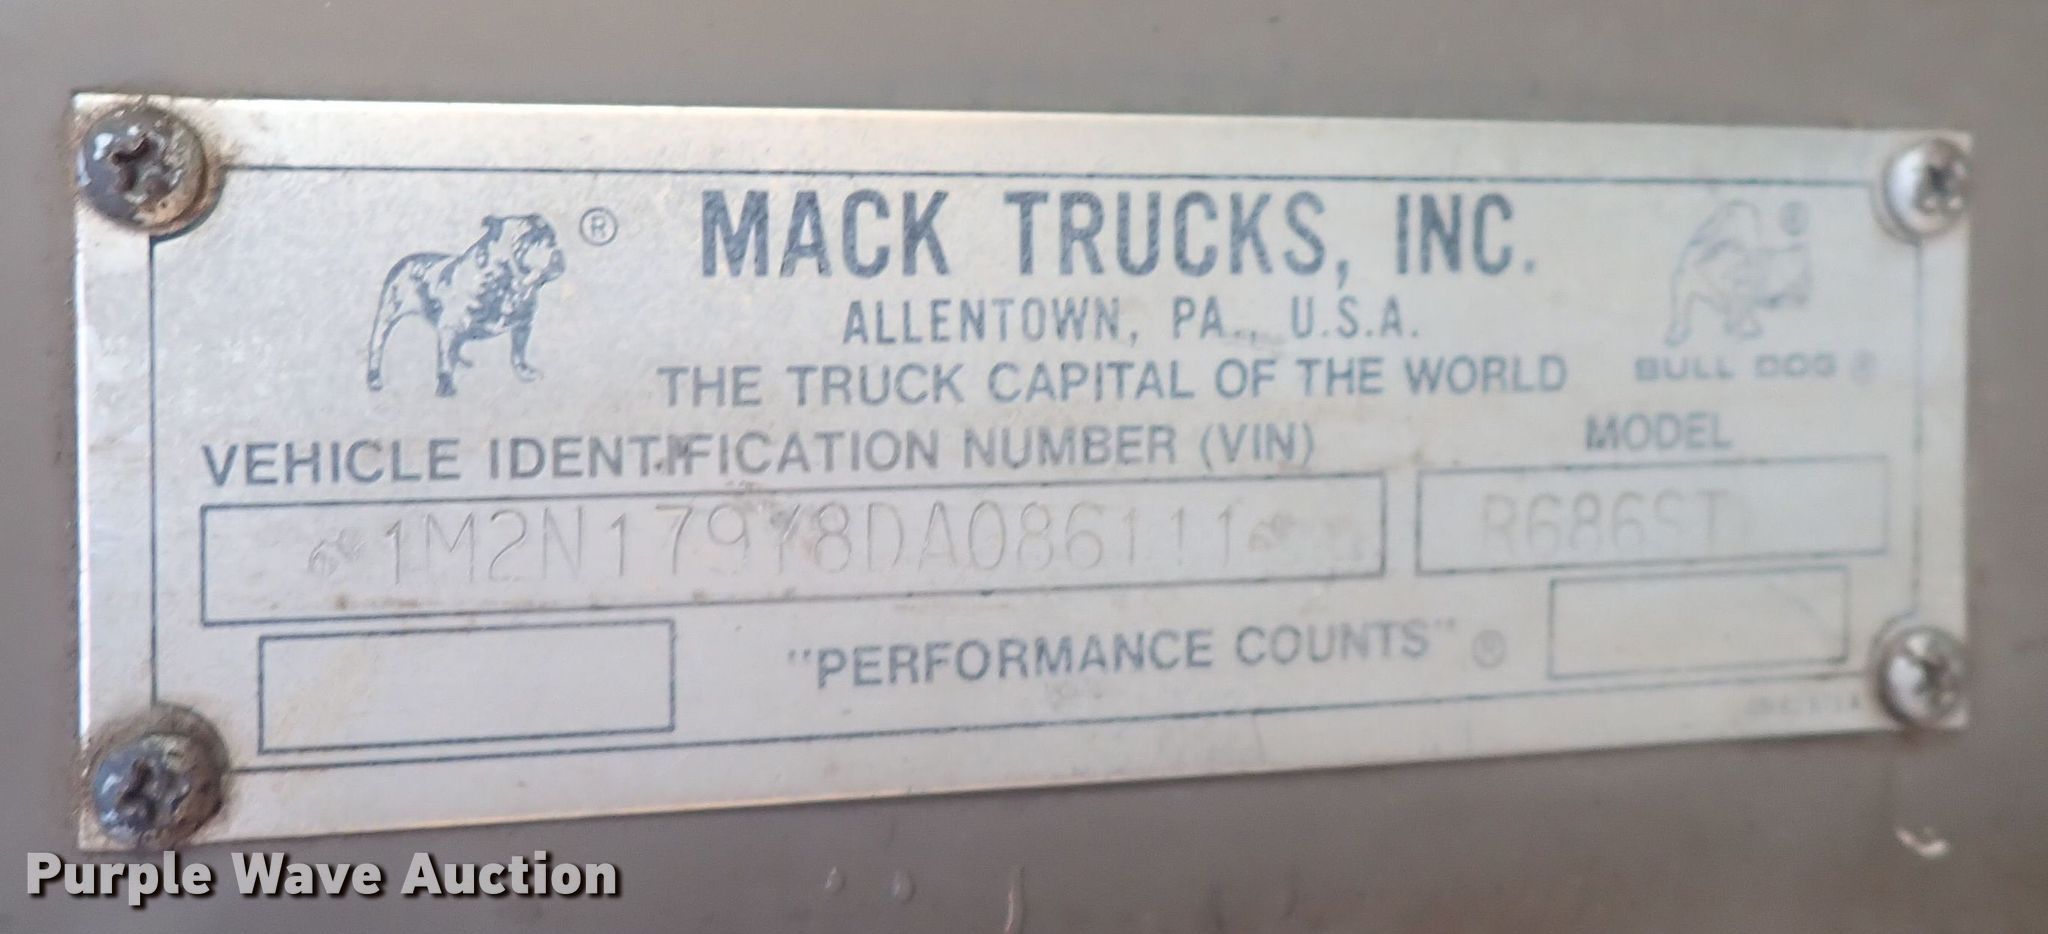 ® MACK TRUCKS, INC. ®
ALLENTOWN, PA., U.S.A.
THE TRUCK CAPITAL OF THE WORLD
BULL DOG ®
VEHICLE IDENTIFICATION NUMBER (VIN)
MODEL
1M2N179Y8DA086111
R686ST
"PERFORMANCE COUNTS" ®
Purple Wave Auction